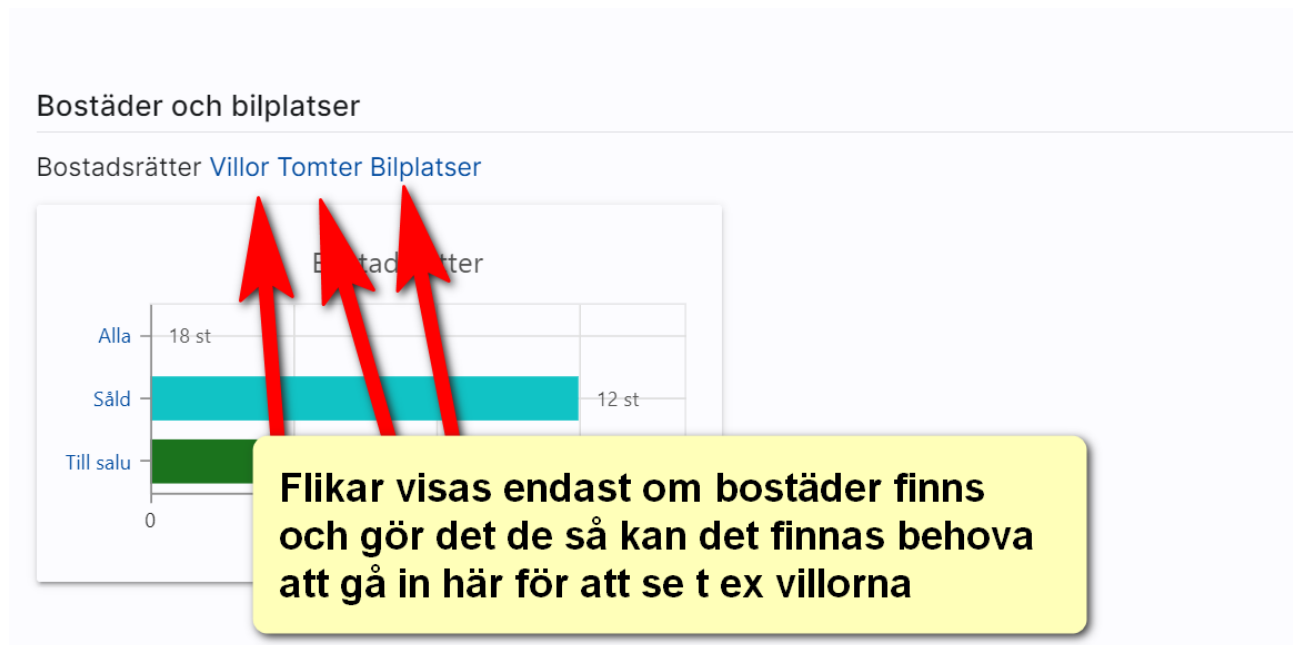 Bostäder och bilplatser
Bostadsrätter Villor Tomter Bilplatser
Alla
18 st
Såld
12 st
Till salu
0
Flikar visas endast om bostäder finns
och gör det de så kan det finnas behova
att gå in här för att se t ex villorna